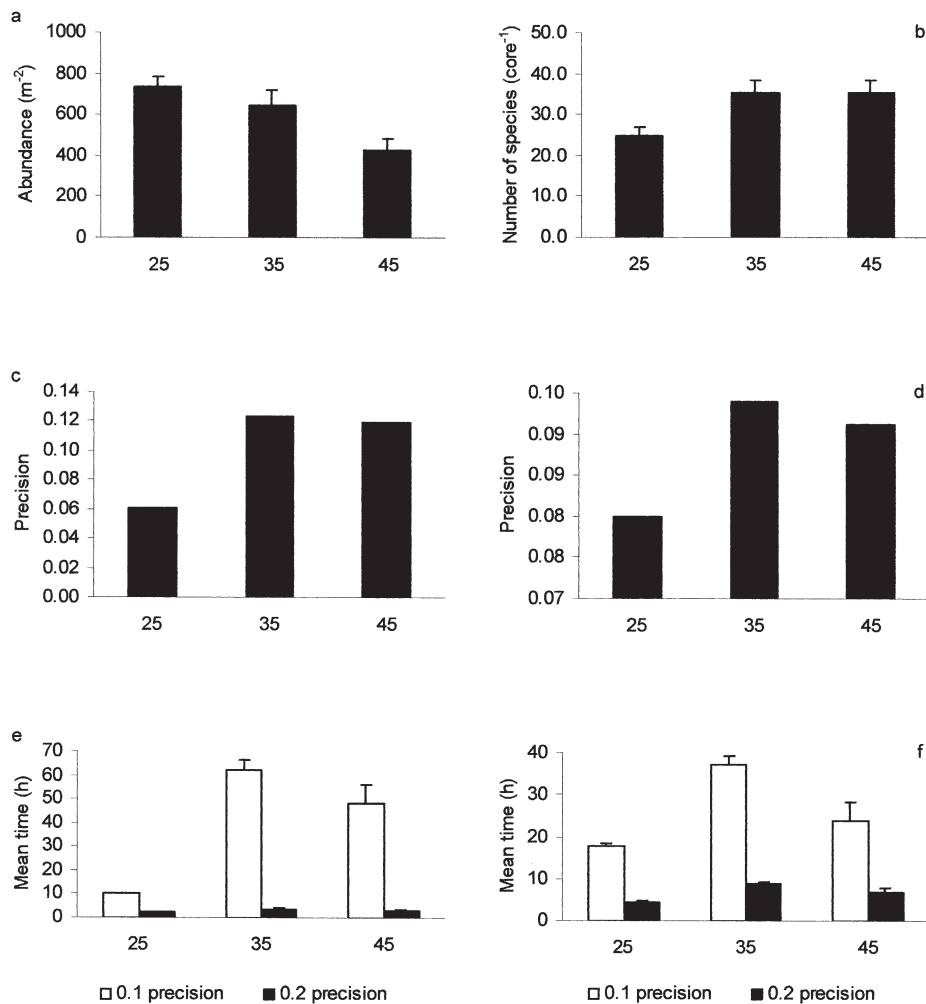 a
Abundance (m⁻²)
1000
800
600
400
200
0
25 35 45
b
Number of species (core⁻¹)
50.0
40.0
30.0
20.0
10.0
0.0
25 35 45
c
Precision
0.14
0.12
0.10
0.08
0.06
0.04
0.02
0.00
25 35 45
d
Precision
0.10
0.09
0.09
0.08
0.08
0.07
25 35 45
e
Mean time (h)
70
60
50
40
30
20
10
0
25 35 45
f
Mean time (h)
40
30
20
10
0
25 35 45
0.1 precision 0.2 precision
0.1 precision 0.2 precision